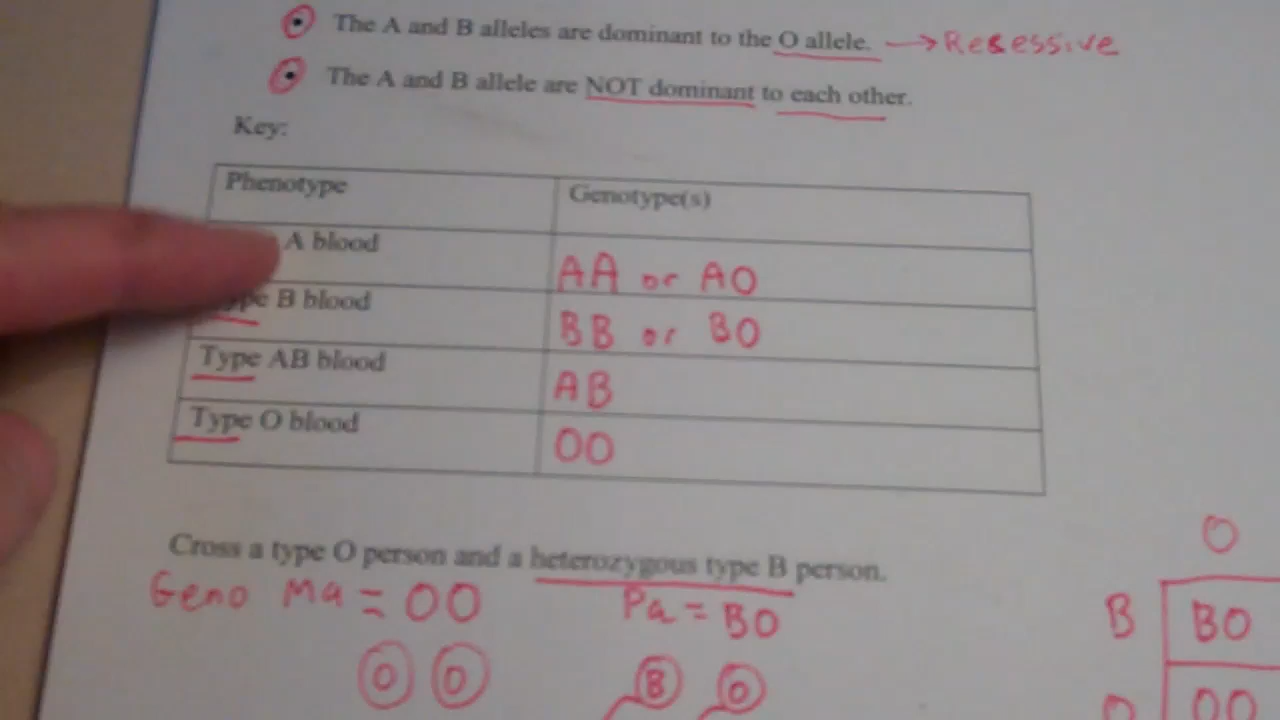 The A and B alleles are dominant to the O allele. → Recessive
The A and B allele are NOT dominant to each other.
Key:
Phenotype Genotype(s)
A blood AA or AO
B blood BB or BO
Type AB blood AB
Type O blood OO
Cross a type O person and a heterozygous type B person.
Geno Ma = OO Pa = BO
O O B O
O
B BO
O OO